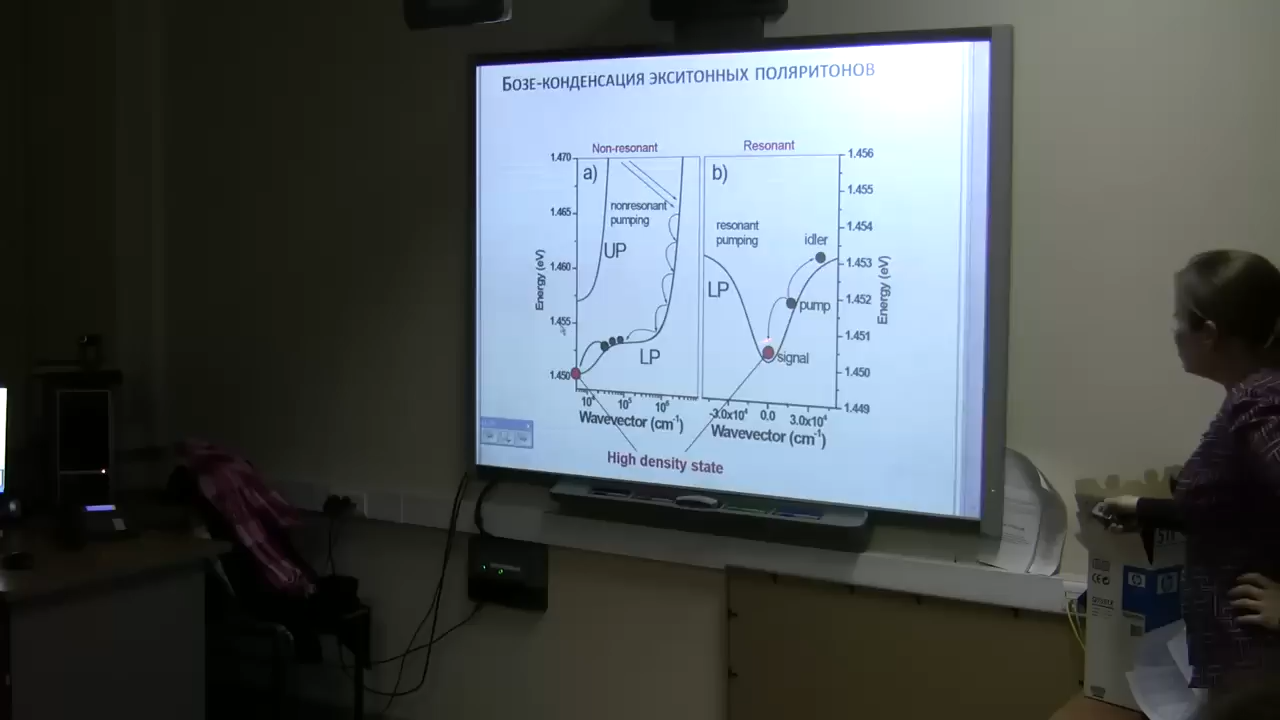 БОЗЕ-КОНДЕНСАЦИЯ ЭКСИТОННЫХ ПОЛЯРИТОНОВ
Non-resonant
Resonant
1.470
1.465
1.460
1.455
1.450
Energy (eV)
a)
nonresonant
pumping
UP
LP
10⁵
10⁶
Wavevector (cm⁻¹)
b)
resonant
pumping
LP
idler
pump
signal
1.456
1.455
1.454
1.453
1.452
1.451
1.450
1.449
Energy (eV)
-3.0x10⁴ 0.0 3.0x10⁴
Wavevector (cm⁻¹)
High density state
hp